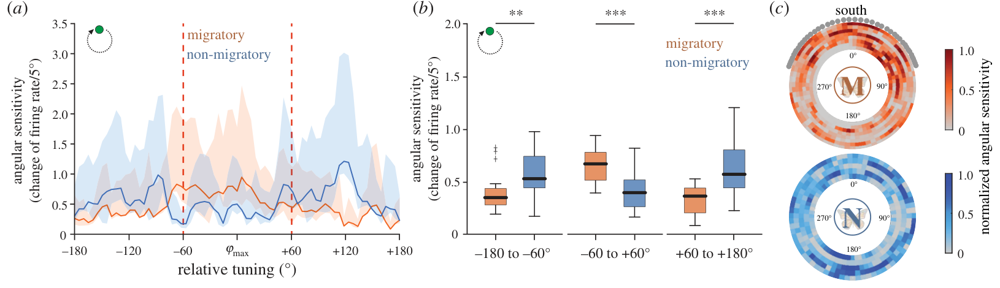 (a)
angular sensitivity
(change of firing rate/5°)
3.5
3.0
2.5
2.0
1.5
1.0
0.5
0
migratory
non-migratory
–180
–120
–60
φmax
+60
+120
+180
relative tuning (°)
(b)
angular sensitivity
(change of firing rate/5°)
2.0
1.5
1.0
0.5
0
**
***
***
migratory
non-migratory
–180 to –60°
–60 to +60°
+60 to +180°
(c)
south
0°
270°
M
90°
180°
0°
270°
N
90°
180°
1.0
0.5
0
1.0
0.5
0
normalized angular sensitivity